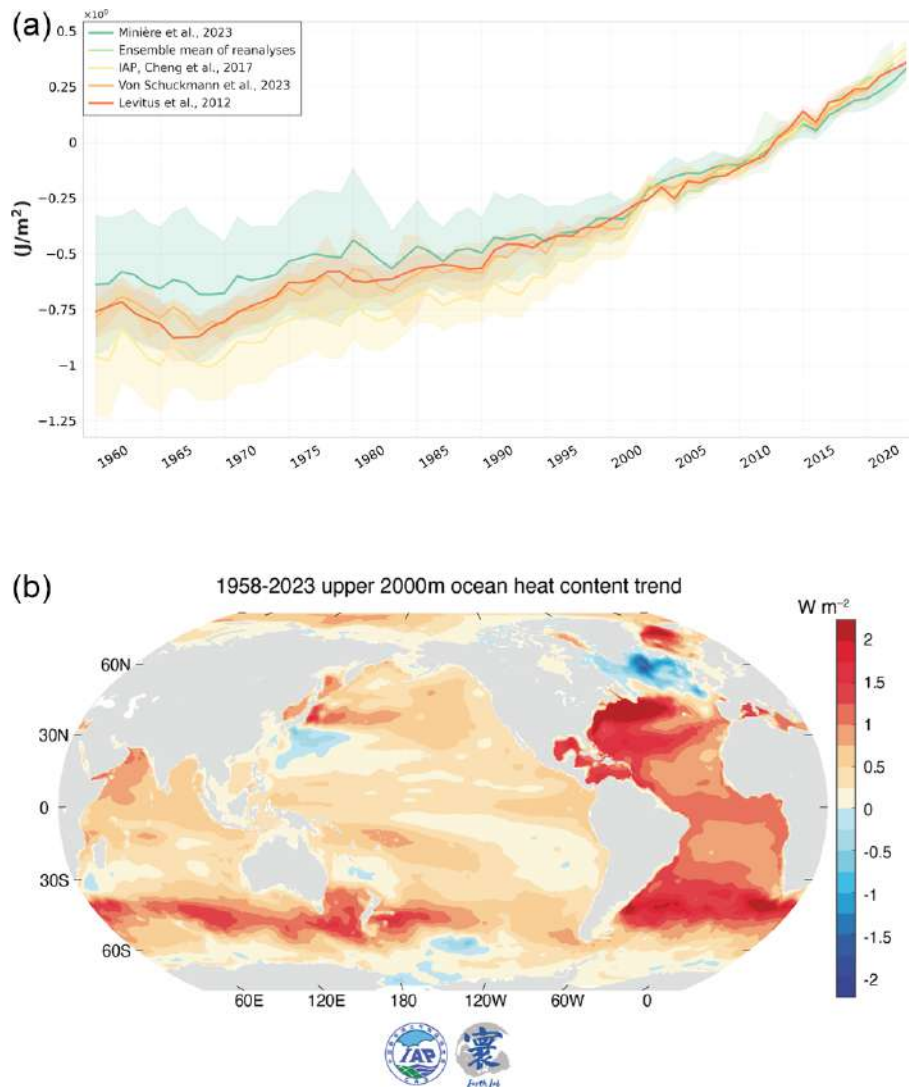 (a)
×10⁹
0.5
0.25
0
−0.25
−0.5
−0.75
−1
−1.25
(J/m²)
Minière et al., 2023
Ensemble mean of reanalyses
IAP, Cheng et al., 2017
Von Schuckmann et al., 2023
Levitus et al., 2012
1960
1965
1970
1975
1980
1985
1990
1995
2000
2005
2010
2015
2020
(b)
1958-2023 upper 2000m ocean heat content trend
W m⁻²
2
1.5
1
0.5
0
-0.5
-1
-1.5
-2
60N
30N
0
30S
60S
60E 120E 180 120W 60W 0
IAP
寰
Earth Lab